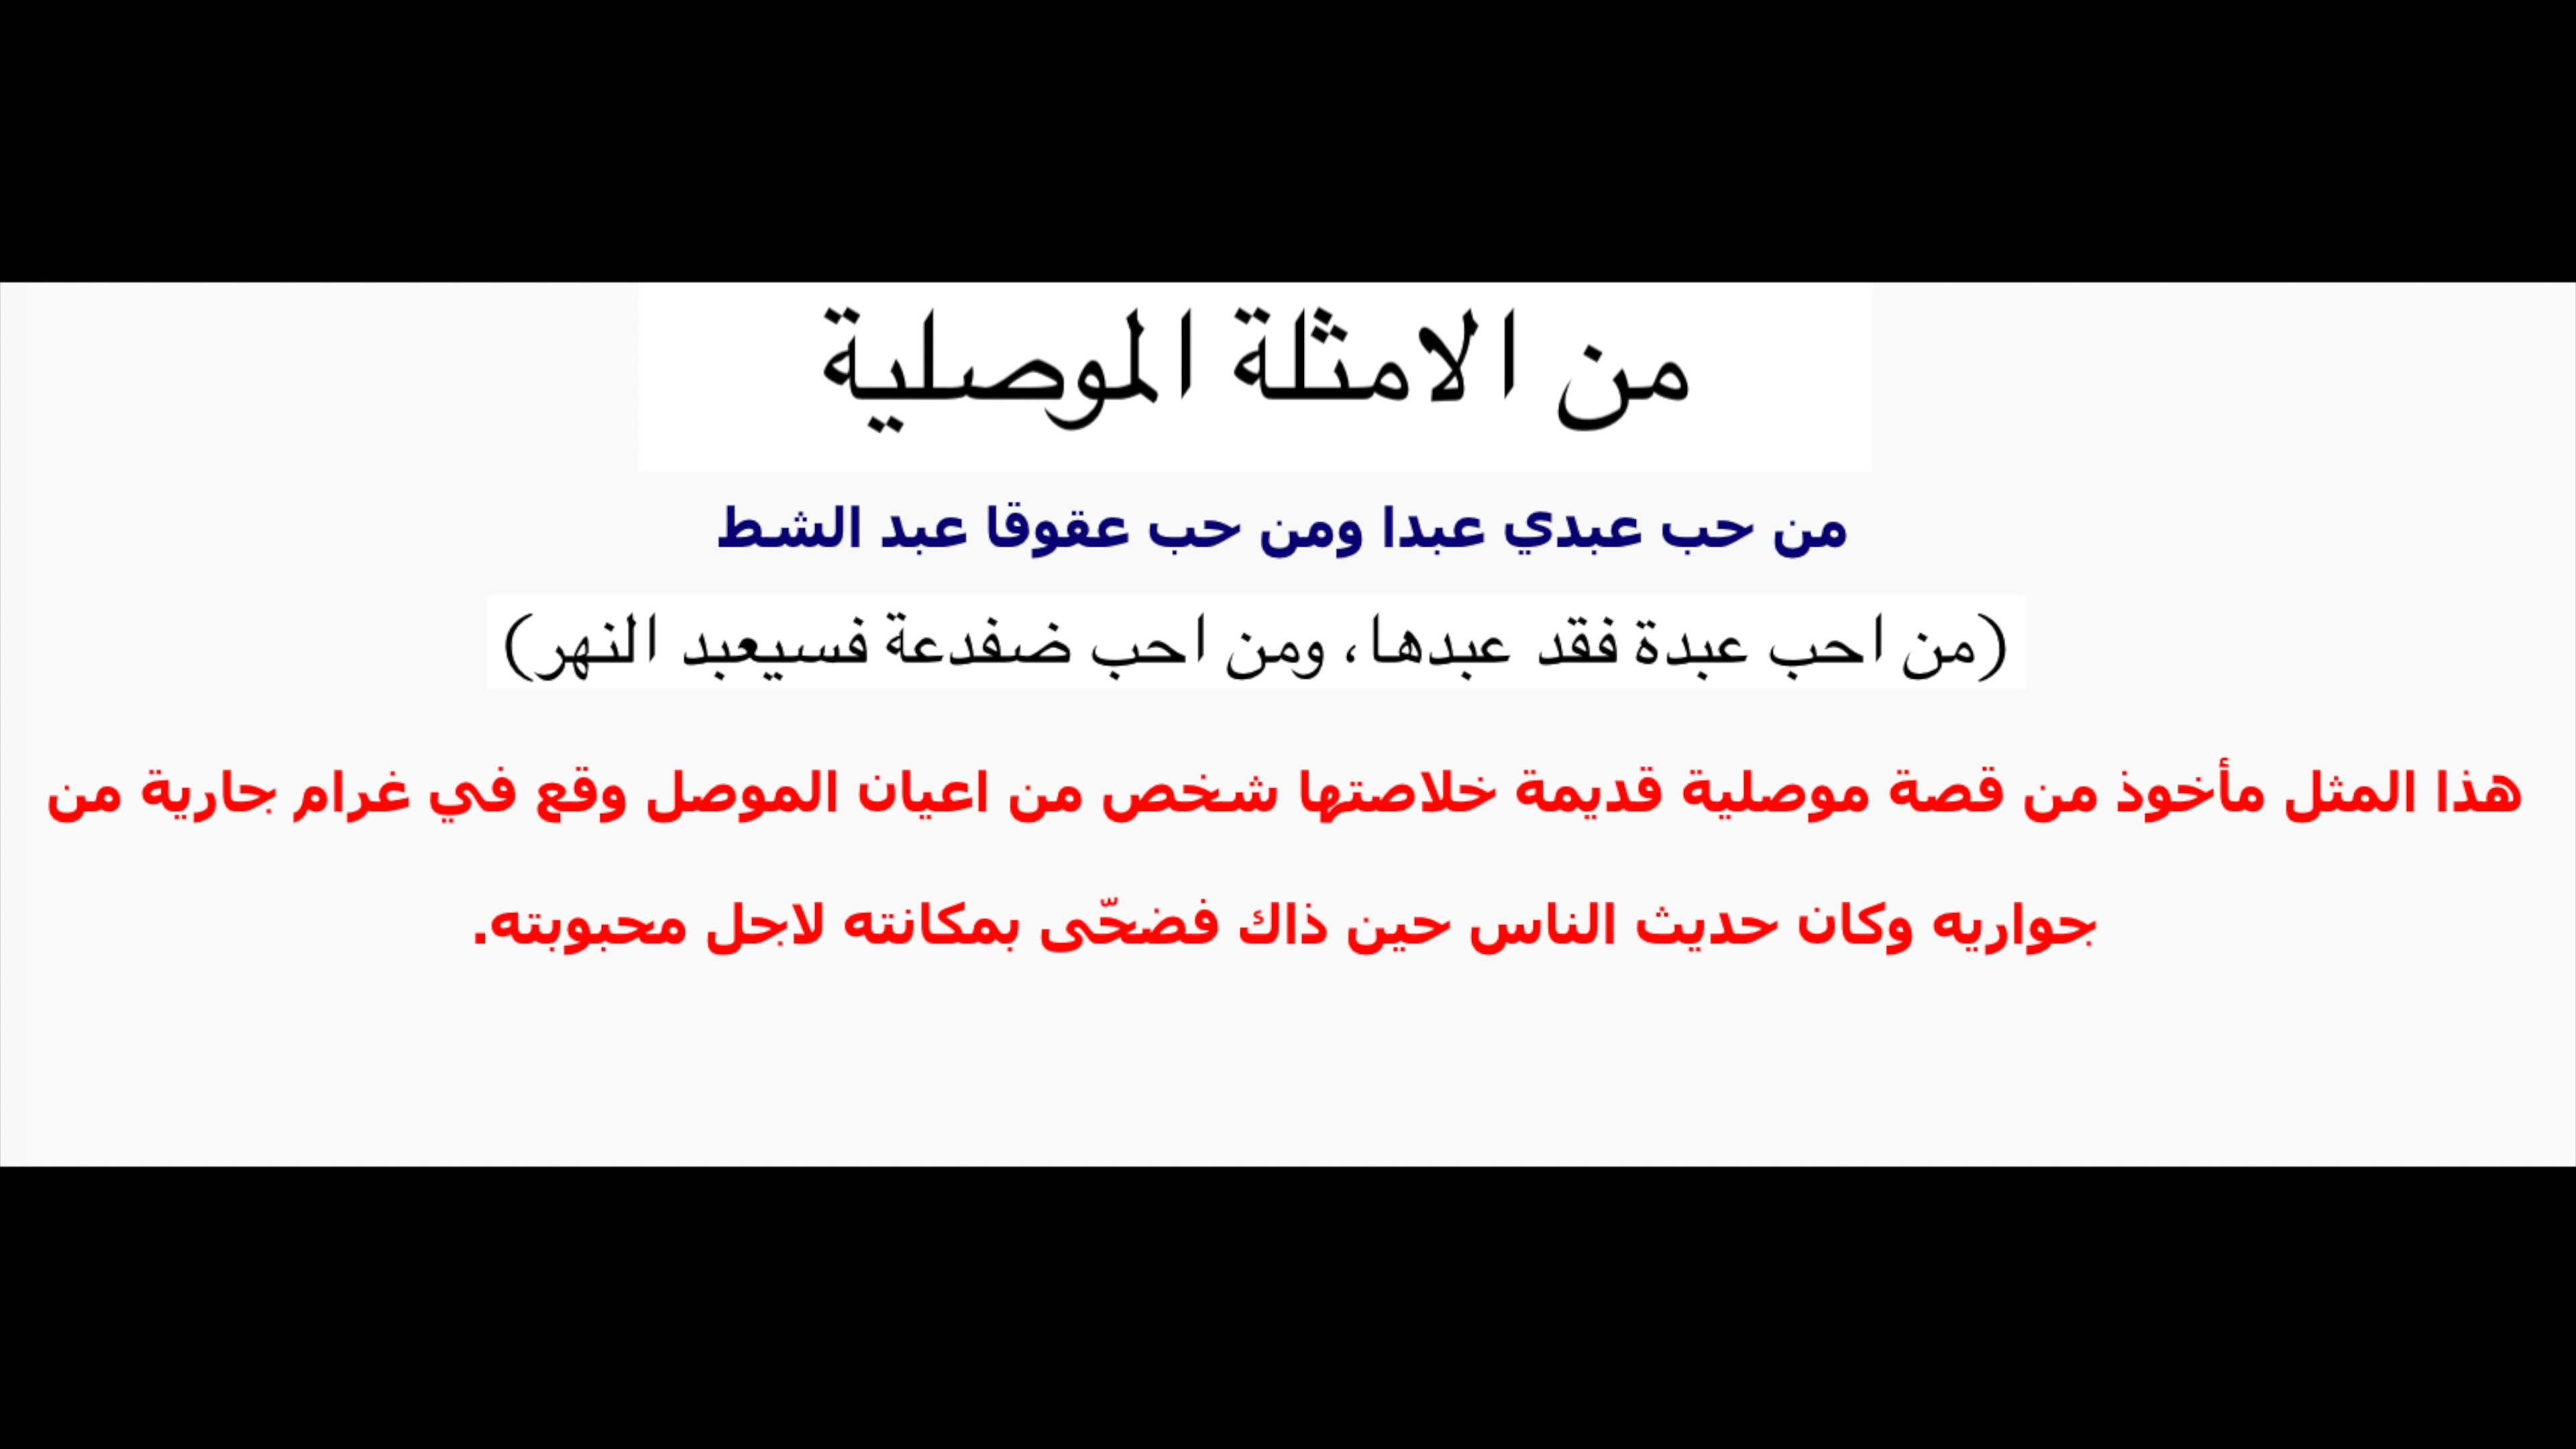 من الامثلة الموصلية
من حب عبدي عبدا ومن حب عقوقا عبد الشط
(من احب عبدة فقد عبدها، ومن احب ضفدعة فسيعبد النهر)
هذا المثل مأخوذ من قصة موصلية قديمة خلاصتها شخص من اعيان الموصل وقع في غرام جارية من
جواريه وكان حديث الناس حين ذاك فضحّى بمكانته لاجل محبوبته.